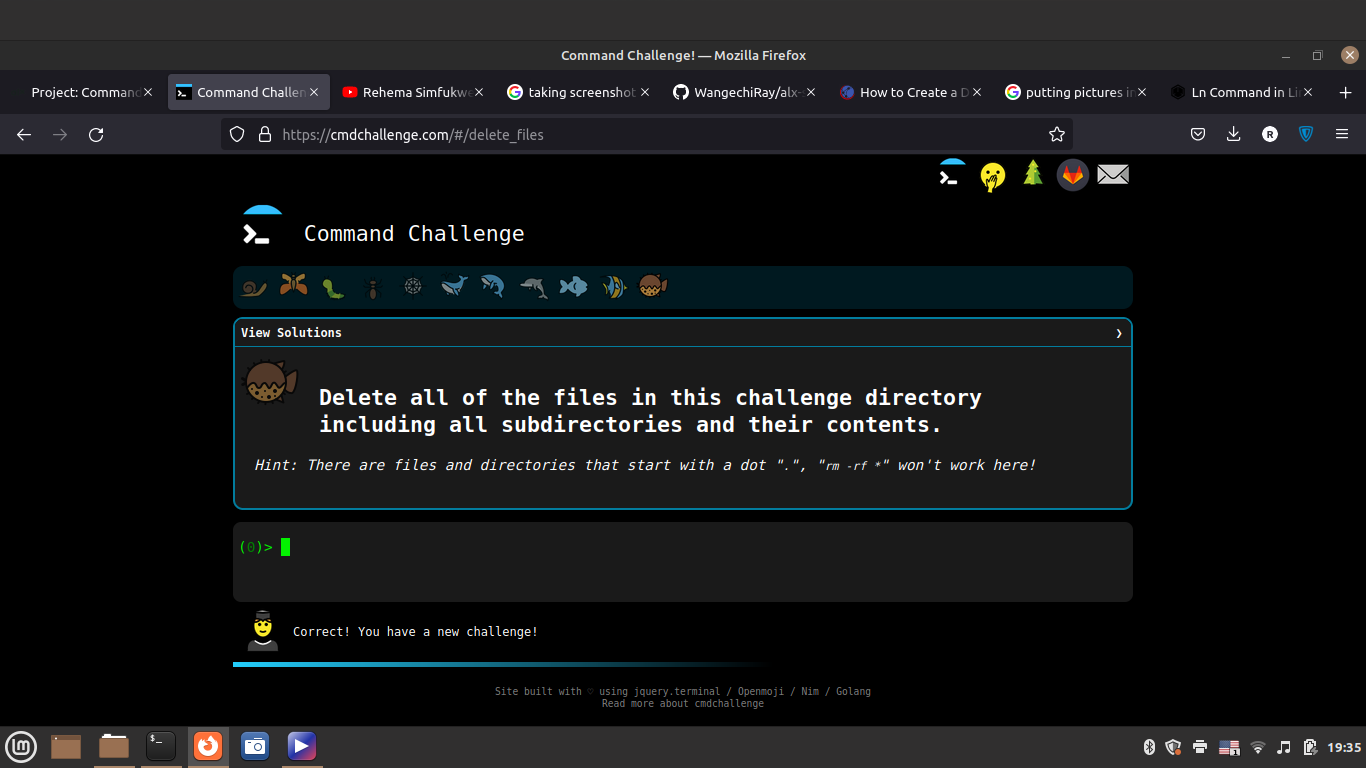 Command Challenge! — Mozilla Firefox
Project: Command
Command Challen
Rehema Simfukwe
taking screenshot
WangechiRay/alx-s
How to Create a D
putting pictures in
Ln Command in Lin
https://cmdchallenge.com/#/delete_files
R
Command Challenge
View Solutions
Delete all of the files in this challenge directory
including all subdirectories and their contents.
Hint: There are files and directories that start with a dot ".", "rm -rf *" won't work here!
(0)>
Correct! You have a new challenge!
Site built with ♡ using jquery.terminal / Openmoji / Nim / Golang
Read more about cmdchallenge
1
19:35